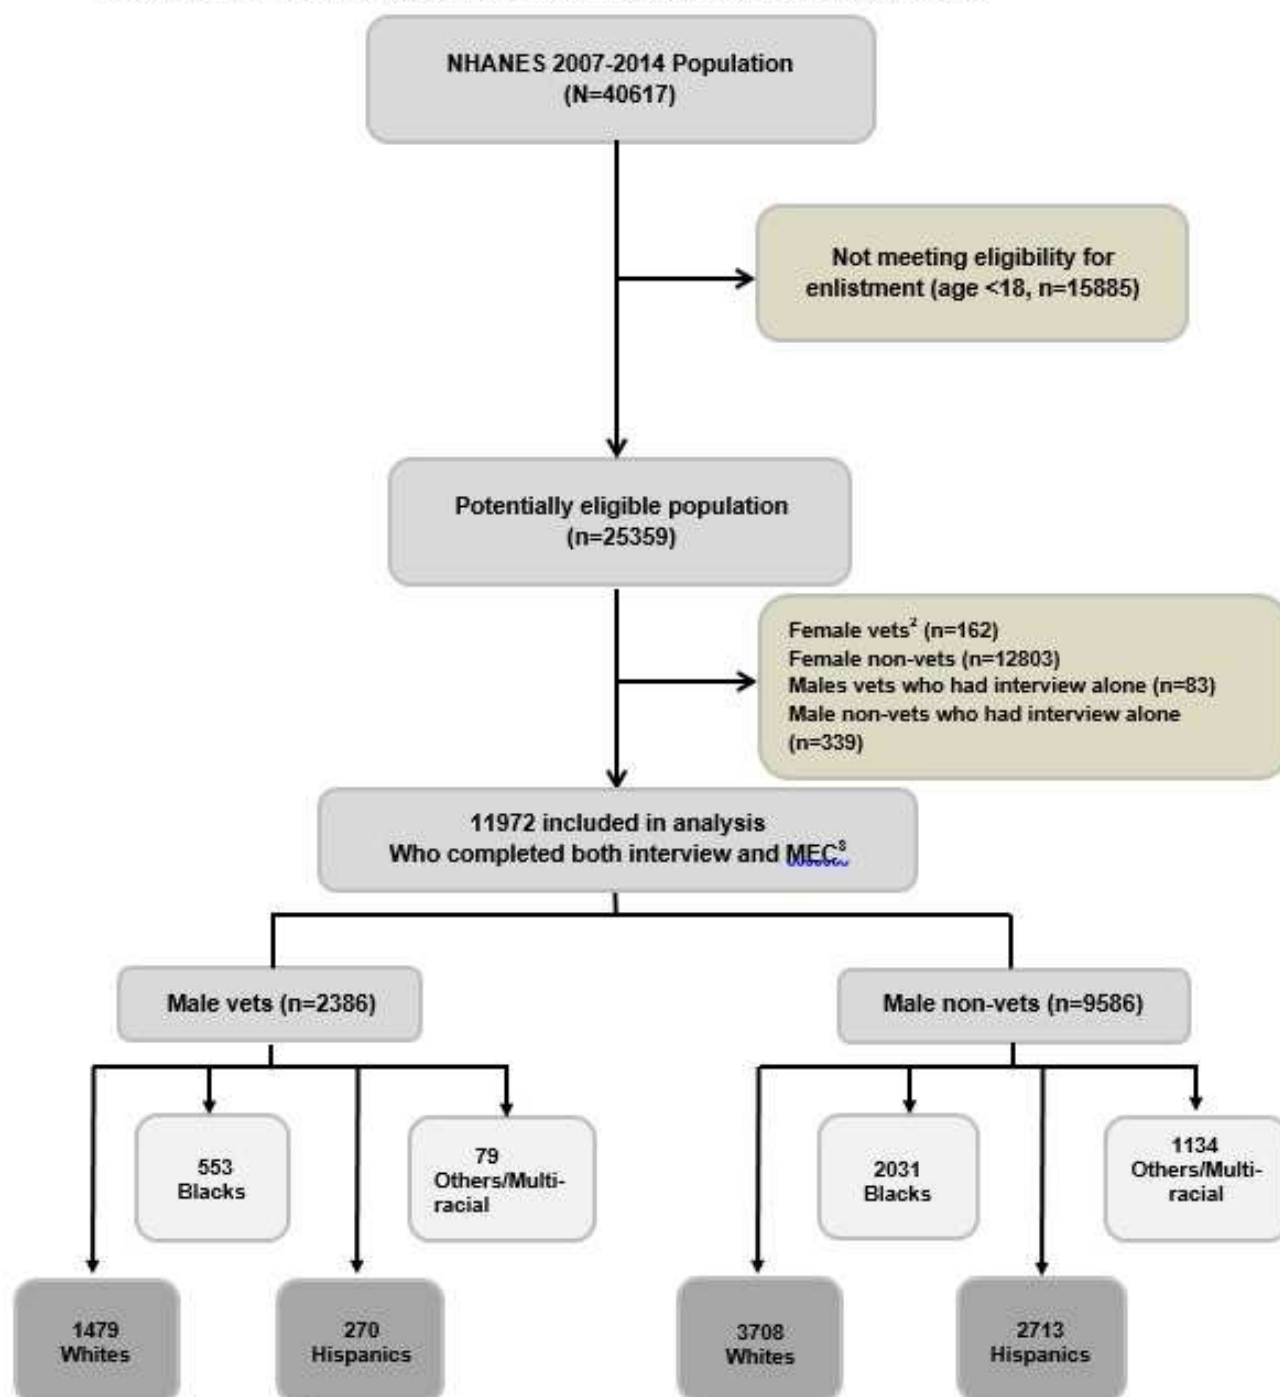 NHANES 2007-2014 Population
(N=40617)
Not meeting eligibility for
enlistment (age <18, n=15885)
Potentially eligible population
(n=25359)
Female vets² (n=162)
Female non-vets (n=12803)
Males vets who had interview alone (n=83)
Male non-vets who had interview alone
(n=339)
11972 included in analysis
Who completed both interview and MEC³
Male vets (n=2386)
Male non-vets (n=9586)
553
Blacks
79
Others/Multi-
racial
2031
Blacks
1134
Others/Multi-
racial
1479
Whites
270
Hispanics
3708
Whites
2713
Hispanics